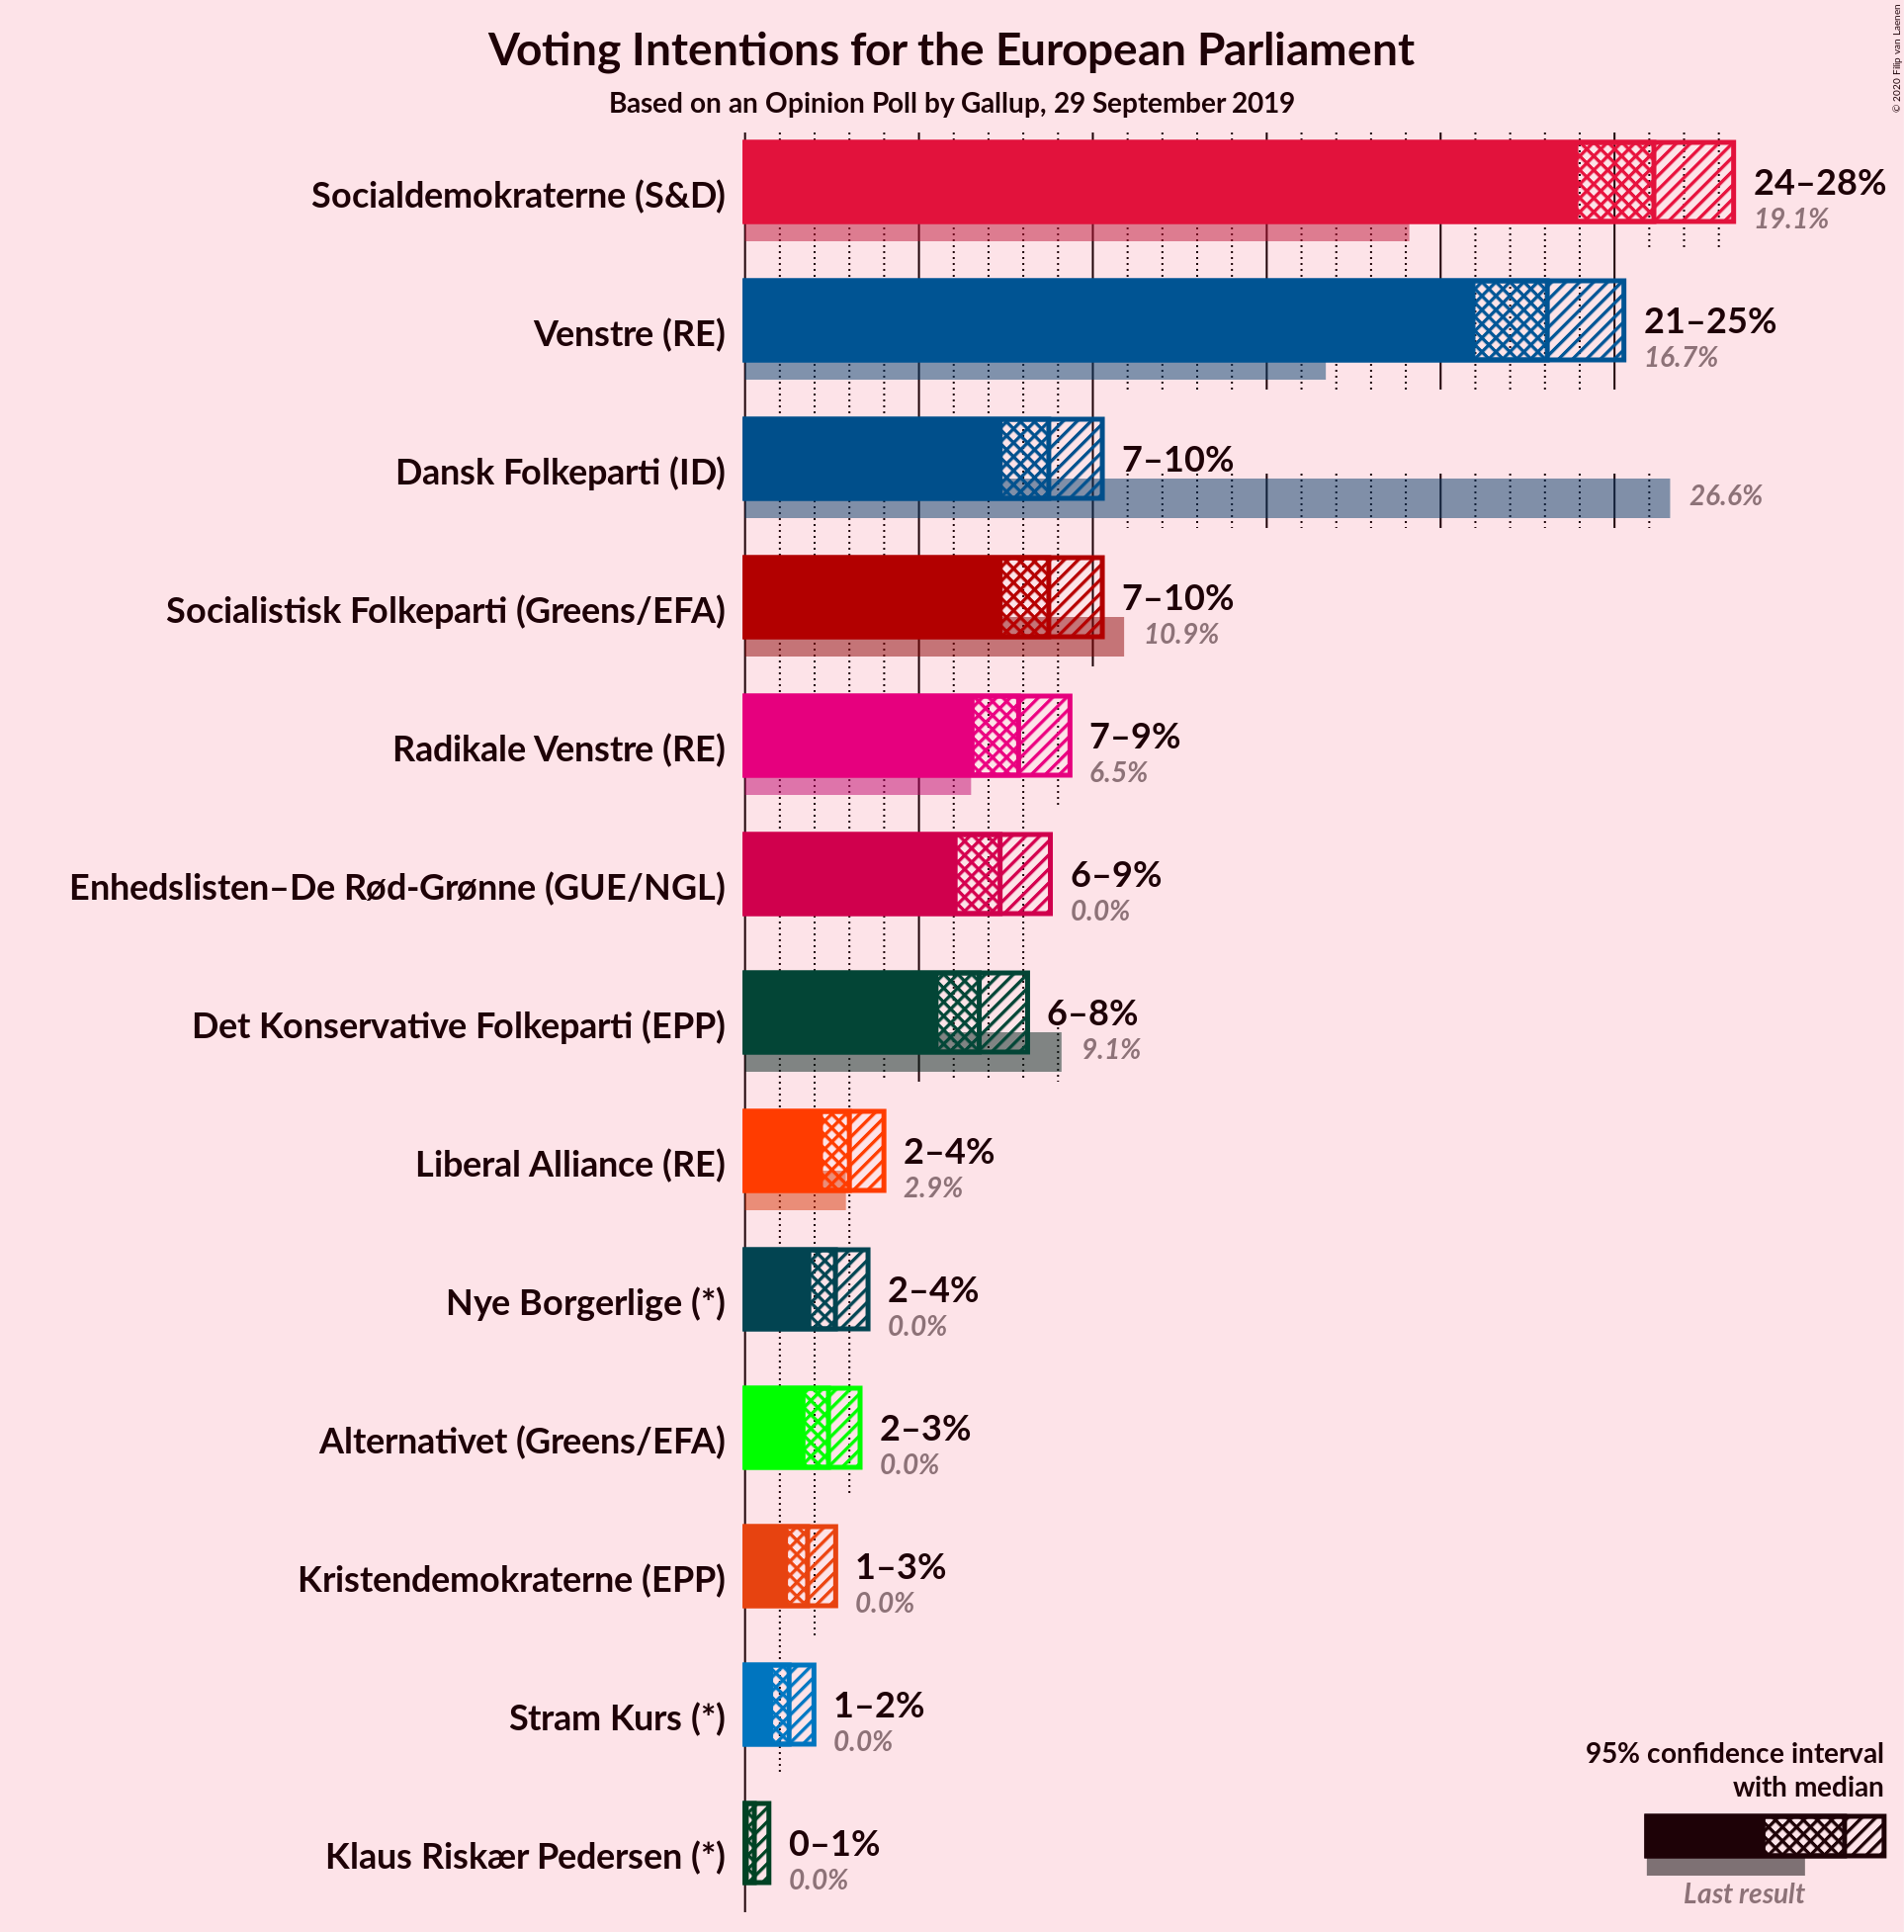 Voting Intentions for the European Parliament
Based on an Opinion Poll by Gallup, 29 September 2019
© 2020 Filip van Laenen
Socialdemokraterne (S&D)
24–28%
19.1%
Venstre (RE)
21–25%
16.7%
Dansk Folkeparti (ID)
7–10%
26.6%
Socialistisk Folkeparti (Greens/EFA)
7–10%
10.9%
Radikale Venstre (RE)
7–9%
6.5%
Enhedslisten–De Rød-Grønne (GUE/NGL)
6–9%
0.0%
Det Konservative Folkeparti (EPP)
6–8%
9.1%
Liberal Alliance (RE)
2–4%
2.9%
Nye Borgerlige (*)
2–4%
0.0%
Alternativet (Greens/EFA)
2–3%
0.0%
Kristendemokraterne (EPP)
1–3%
0.0%
Stram Kurs (*)
1–2%
0.0%
Klaus Riskær Pedersen (*)
0–1%
0.0%
95% confidence interval
with median
Last result